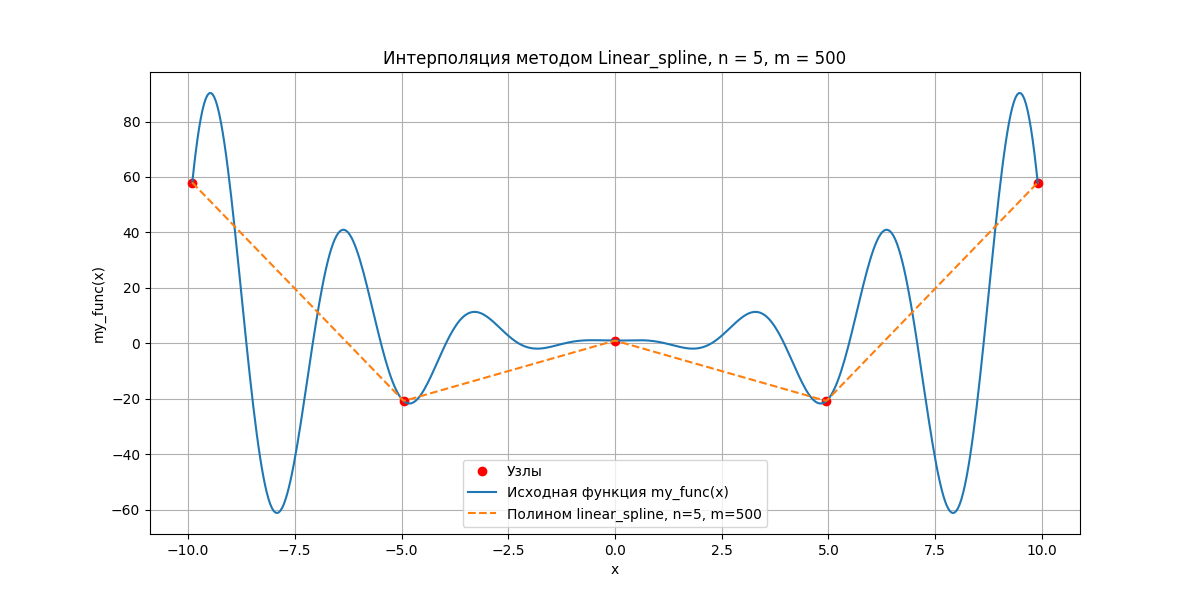 Интерполяция методом Linear_spline, n = 5, m = 500
my_func(x)
80
60
40
20
0
−20
−40
−60
Узлы
Исходная функция my_func(x)
Полином linear_spline, n=5, m=500
−10.0 −7.5 −5.0 −2.5 0.0 2.5 5.0 7.5 10.0
x